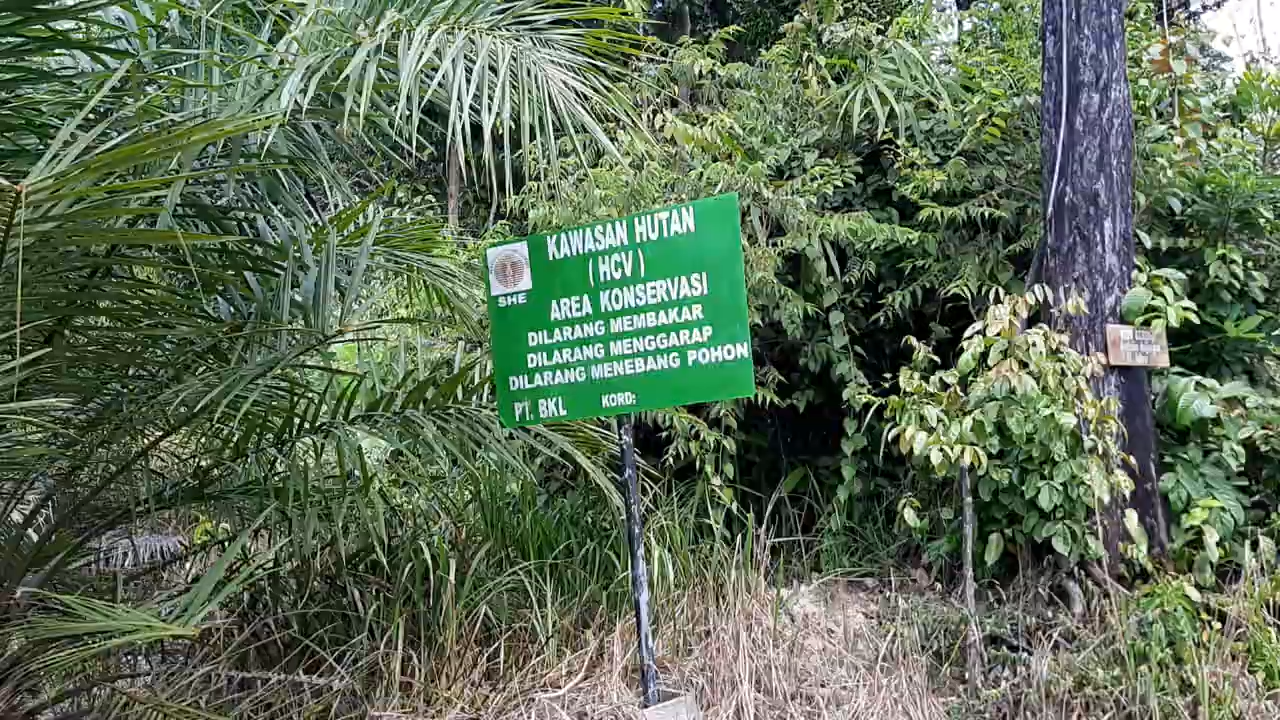 KAWASAN HUTAN
( HCV )
SHE
AREA KONSERVASI
DILARANG MEMBAKAR
DILARANG MENGGARAP
DILARANG MENEBANG POHON
PT. BKL KORD: